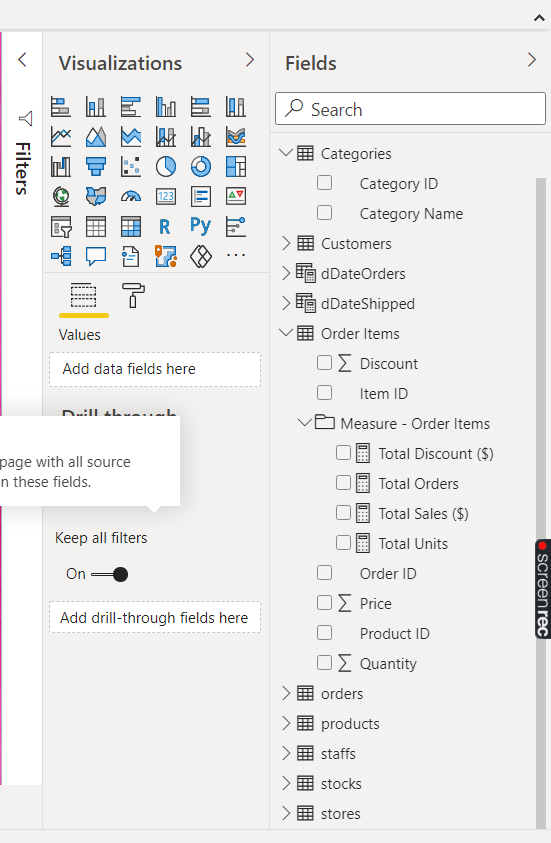 Filters
Visualizations
123
R
Py
Values
Add data fields here
Drill through
page with all source
n these fields.
Keep all filters
On
Add drill-through fields here
Fields
Search
Categories
Category ID
Category Name
Customers
dDateOrders
dDateShipped
Order Items
Discount
Item ID
Measure - Order Items
Total Discount ($)
Total Orders
Total Sales ($)
Total Units
Order ID
Price
Product ID
Quantity
orders
products
staffs
stocks
stores
screenrec